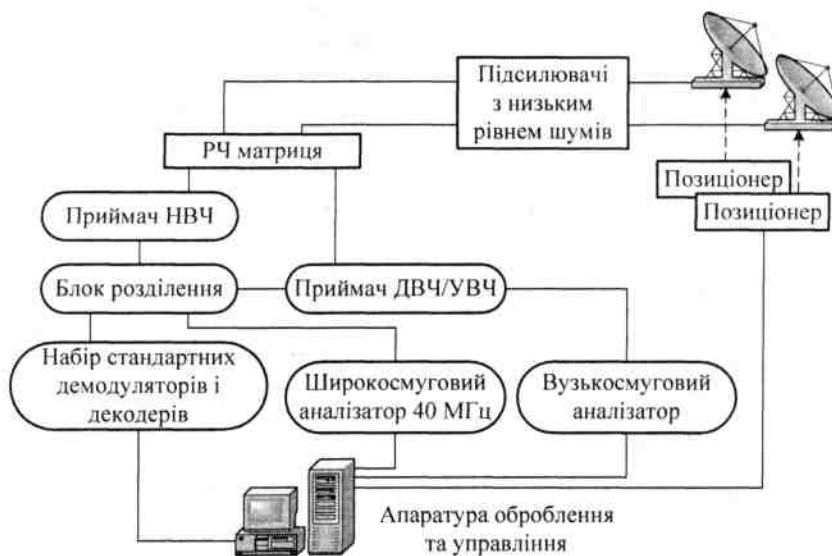 Підсилювачі
з низьким
рівнем шумів
РЧ матриця
Позиціонер
Позиціонер
Приймач НВЧ
Блок розділення
Приймач ДВЧ/УВЧ
Набір стандартних
демодуляторів і
декодерів
Широкосмуговий
аналізатор 40 МГц
Вузькосмуговий
аналізатор
Апаратура оброблення
та управління